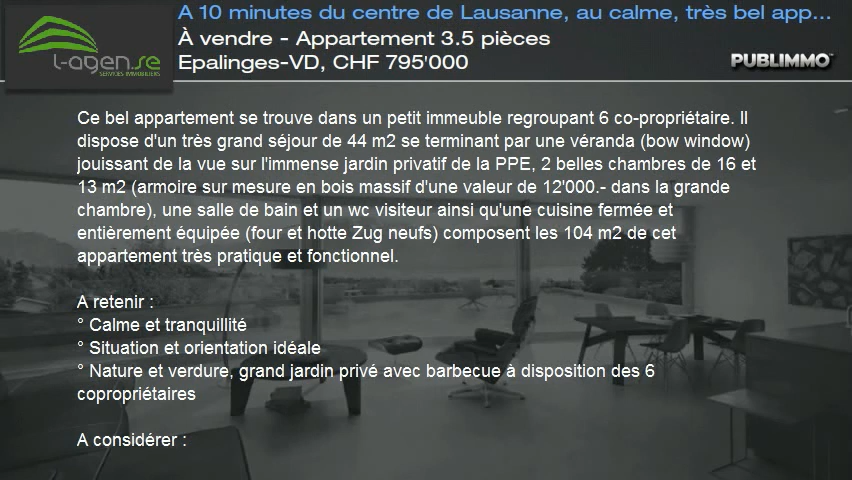 A 10 minutes du centre de Lausanne, au calme, très bel app...
À vendre - Appartement 3.5 pièces
Epalinges-VD, CHF 795'000
l-agen.se
SERVICES IMMOBILIERS
PUBLIMMO
Ce bel appartement se trouve dans un petit immeuble regroupant 6 co-propriétaire. Il
dispose d'un très grand séjour de 44 m2 se terminant par une véranda (bow window)
jouissant de la vue sur l'immense jardin privatif de la PPE, 2 belles chambres de 16 et
13 m2 (armoire sur mesure en bois massif d'une valeur de 12'000.- dans la grande
chambre), une salle de bain et un wc visiteur ainsi qu'une cuisine fermée et
entièrement équipée (four et hotte Zug neufs) composent les 104 m2 de cet
appartement très pratique et fonctionnel.
A retenir :
° Calme et tranquillité
° Situation et orientation idéale
° Nature et verdure, grand jardin privé avec barbecue à disposition des 6
copropriétaires
A considérer :